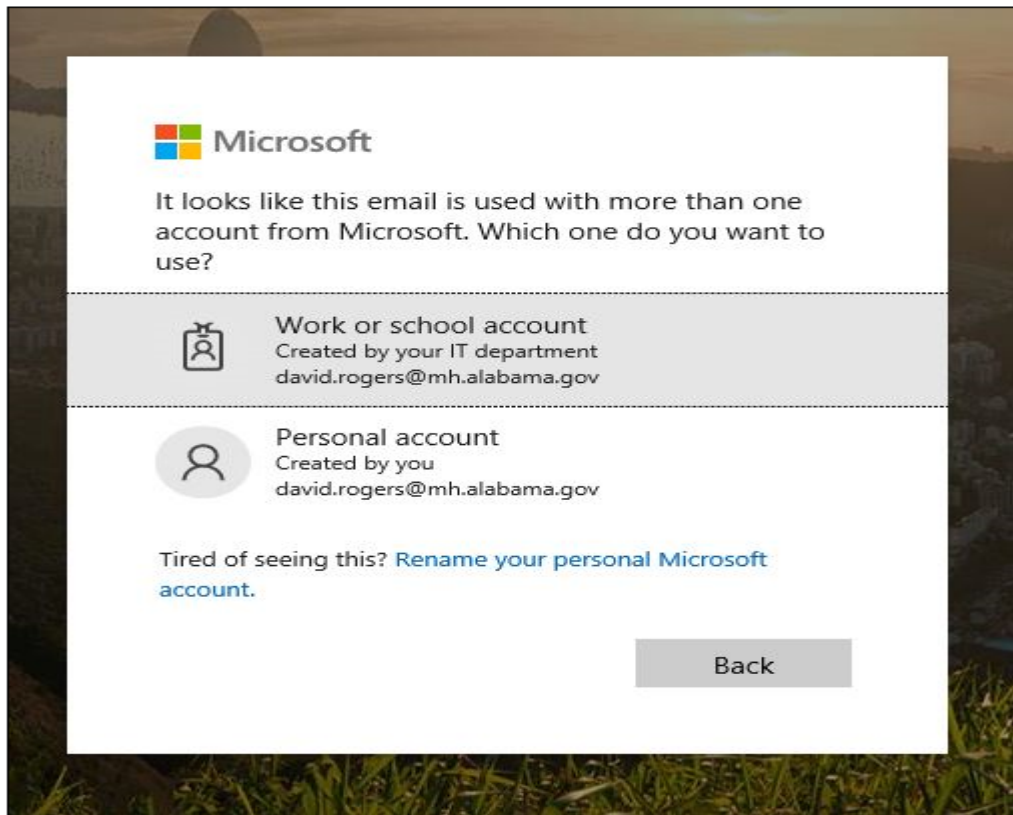 Microsoft
It looks like this email is used with more than one
account from Microsoft. Which one do you want to
use?
Work or school account
Created by your IT department
david.rogers@mh.alabama.gov
Personal account
Created by you
david.rogers@mh.alabama.gov
Tired of seeing this? Rename your personal Microsoft
account.
Back